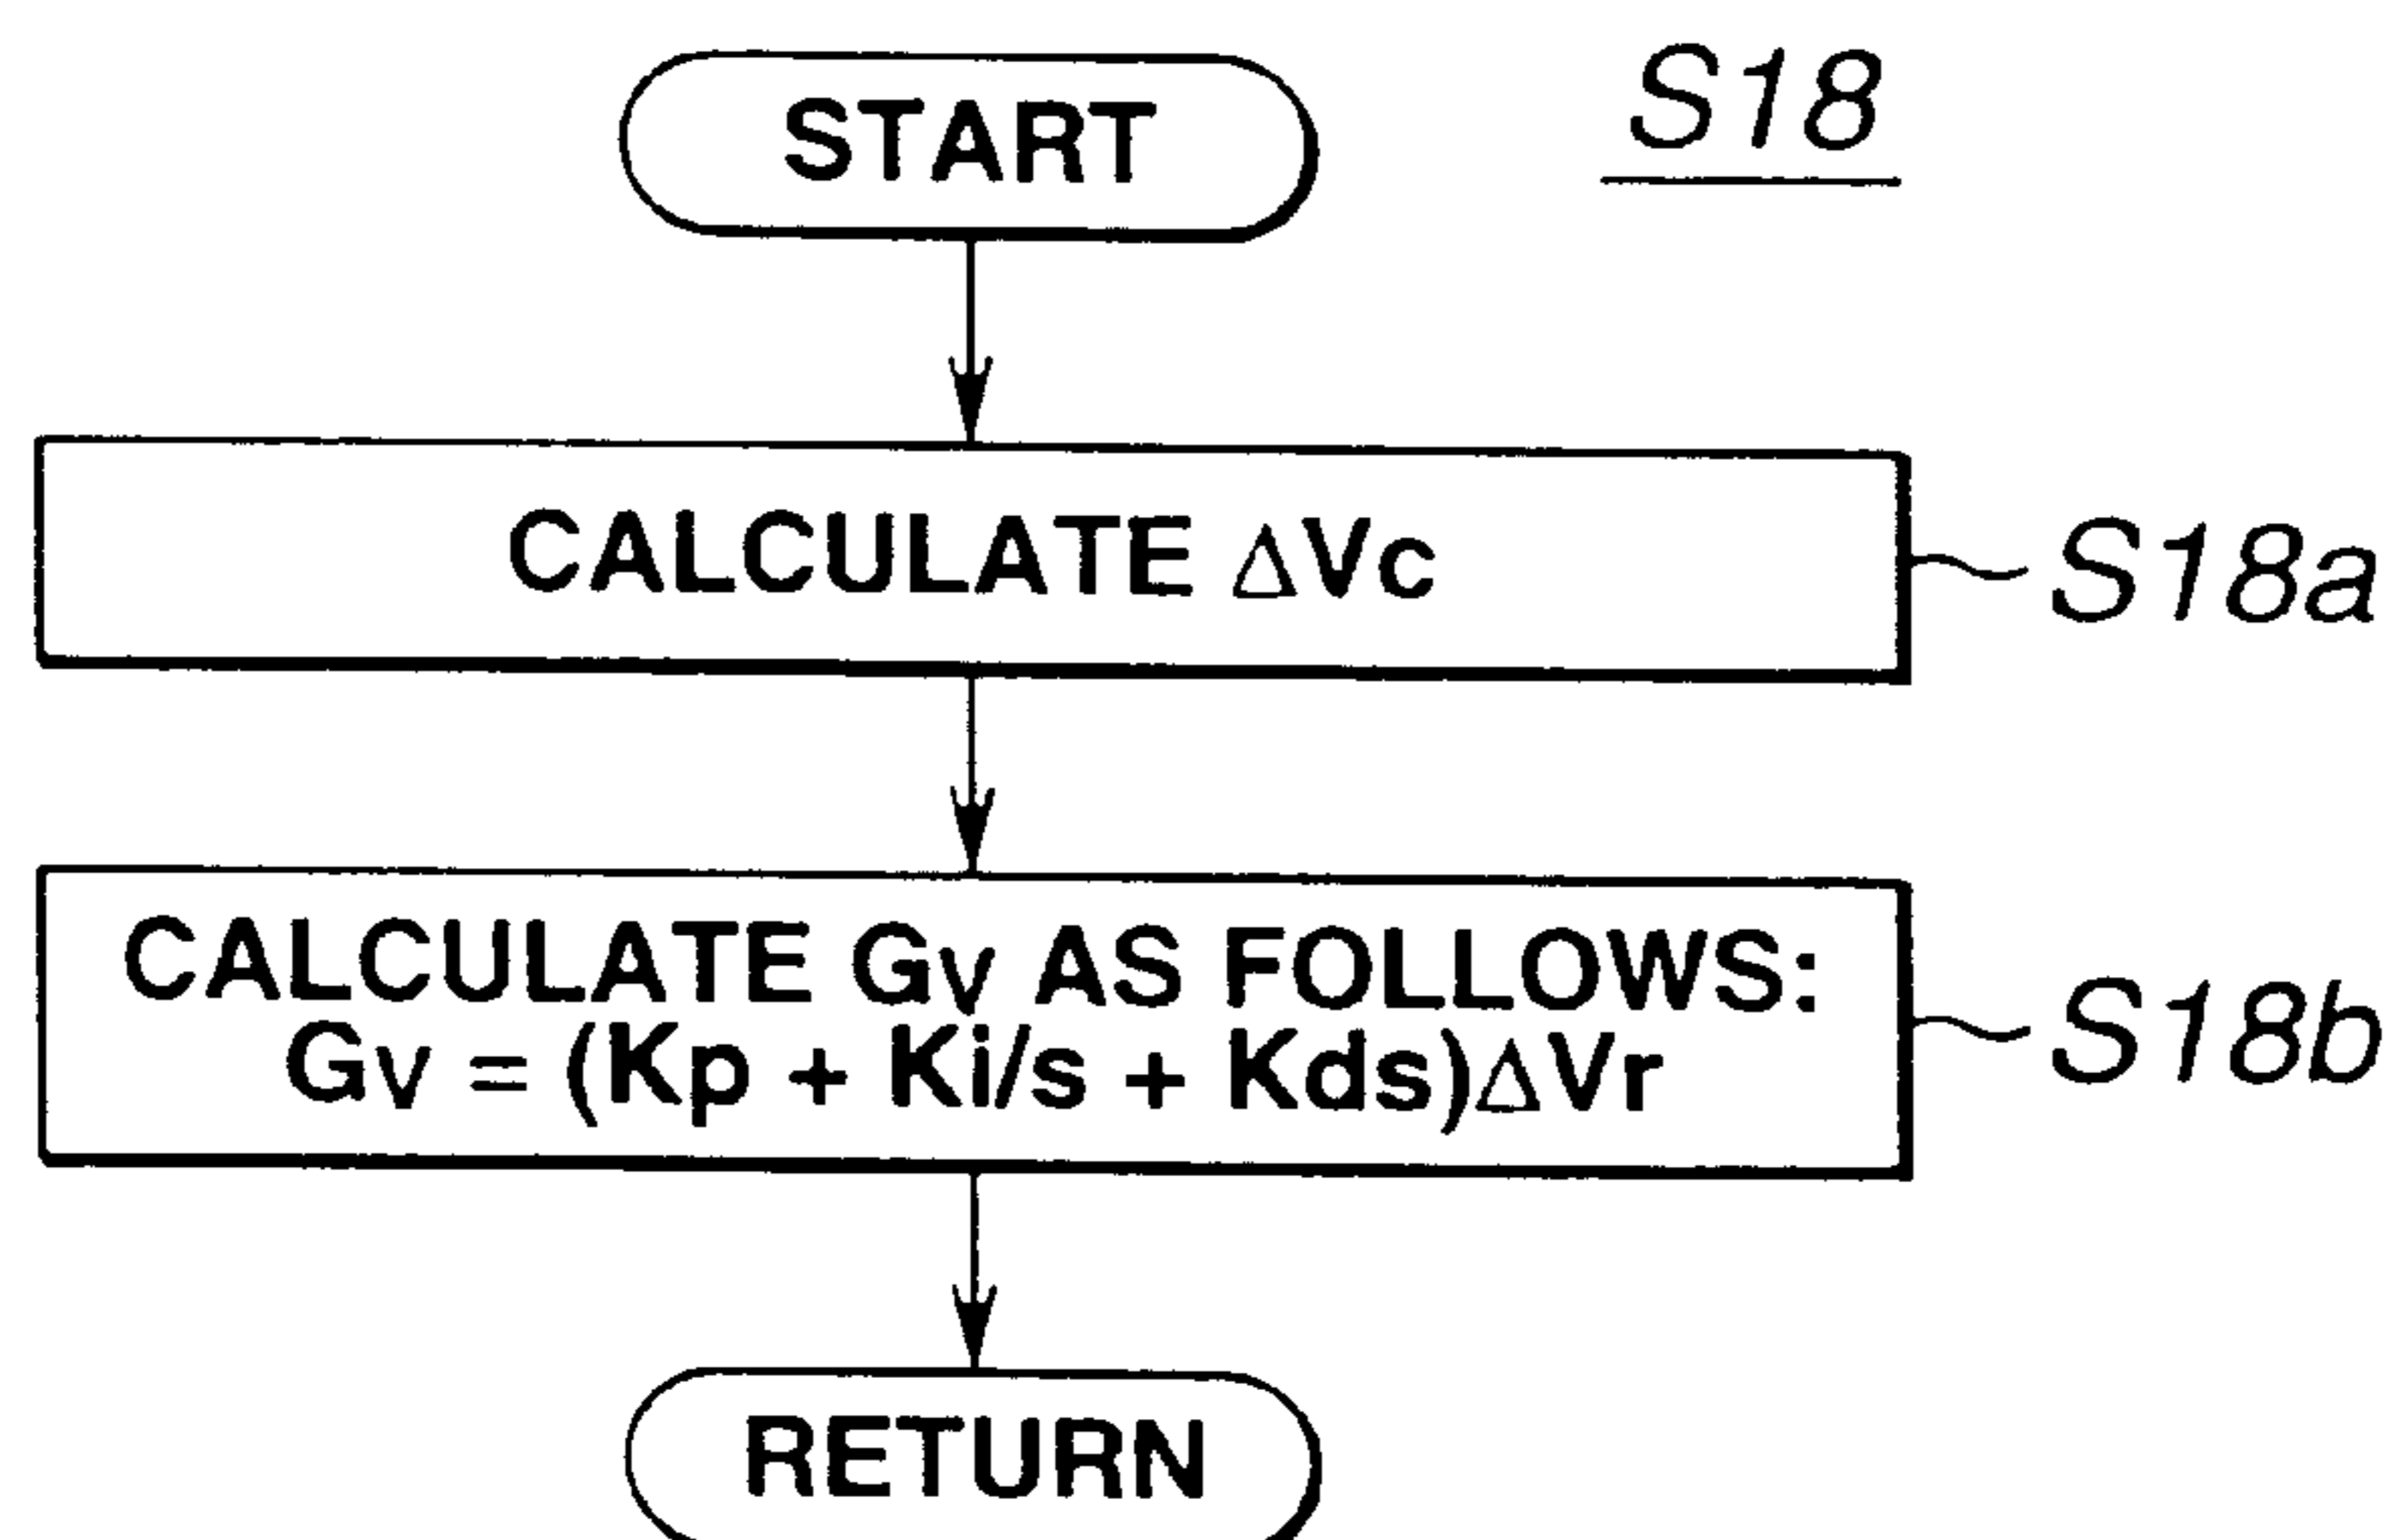 START
S18
CALCULATE ΔVc
S18a
CALCULATE Gv AS FOLLOWS:
Gv = (Kp + Ki/s + Kds)ΔVr
S18b
RETURN